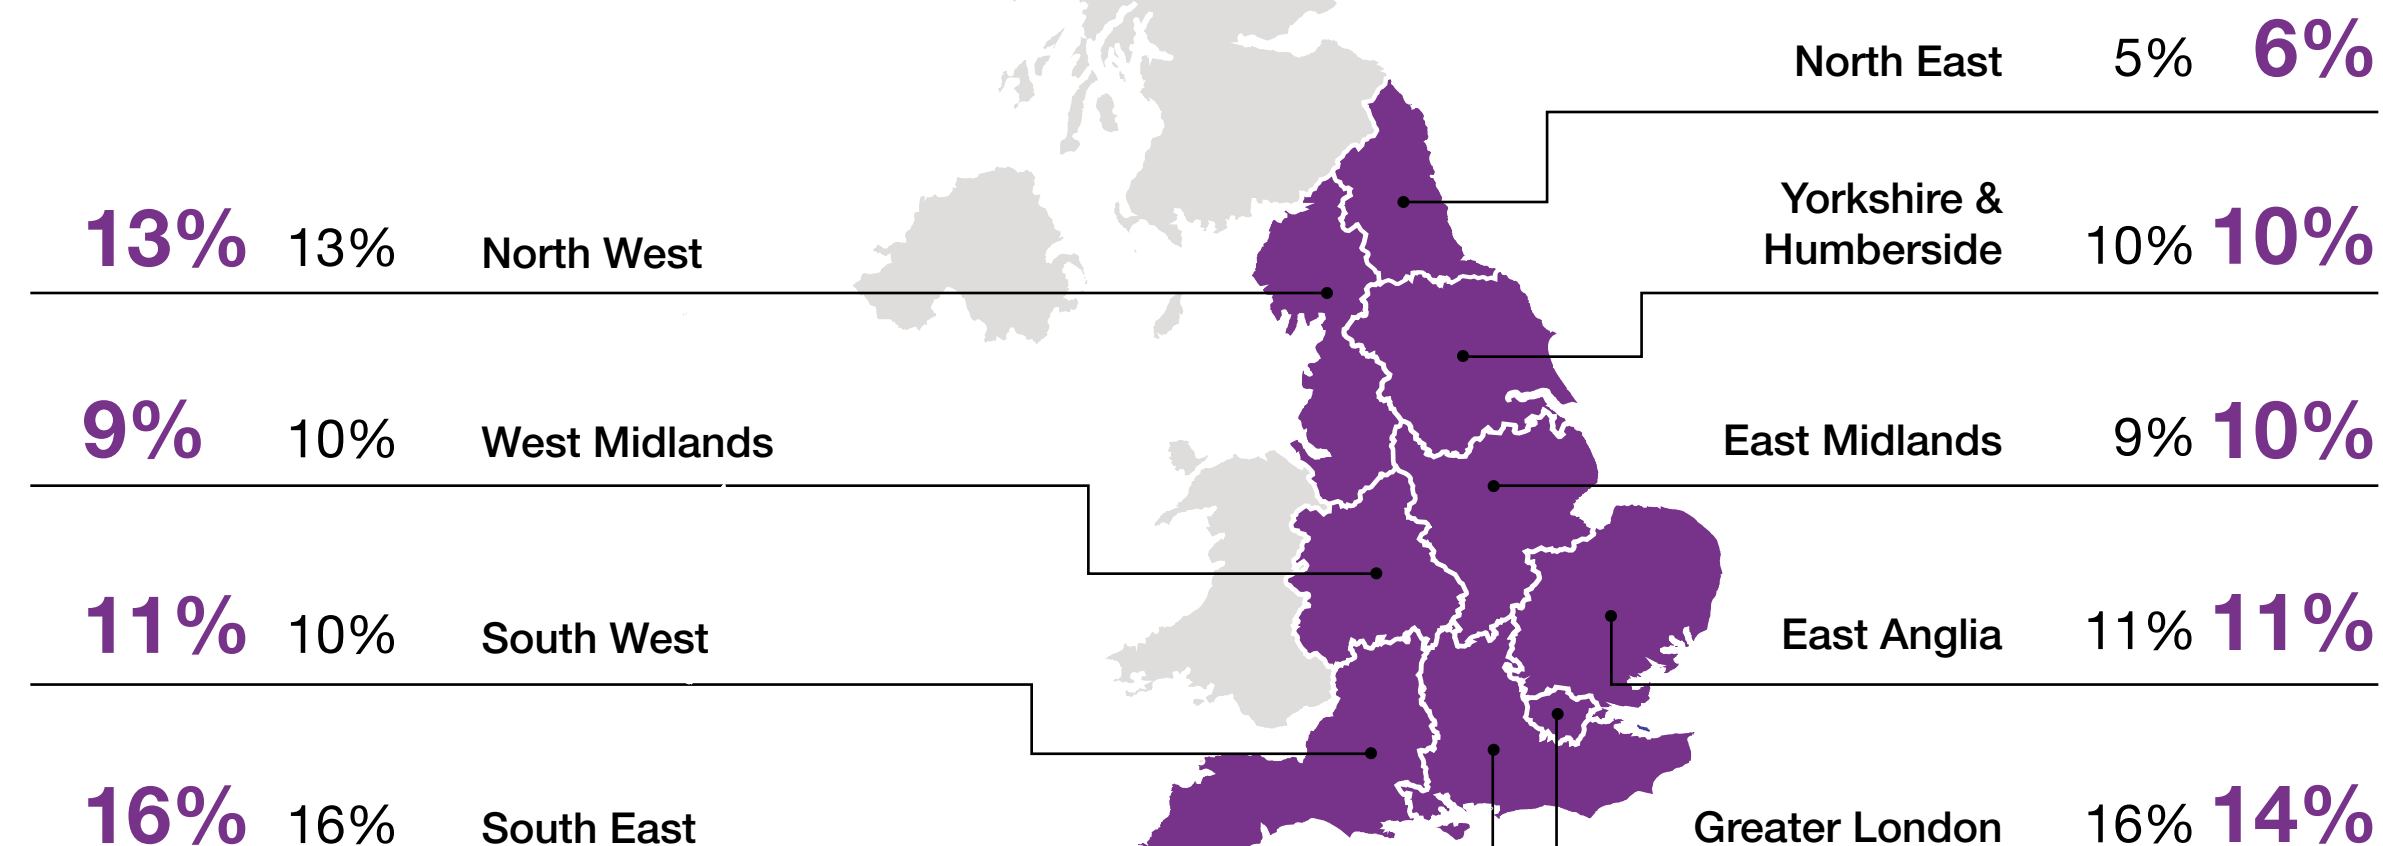 North East 5% 6%
Yorkshire &
Humberside 10% 10%
13% 13% North West
9% 10% West Midlands
East Midlands 9% 10%
11% 10% South West
East Anglia 11% 11%
16% 16% South East
Greater London 16% 14%